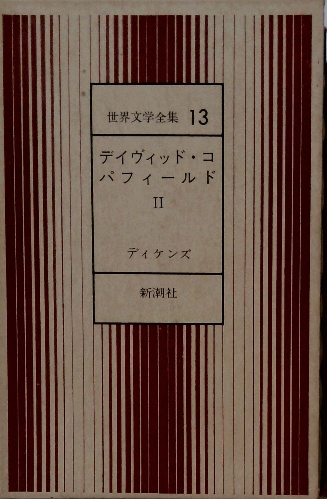 世界文学全集 13
デイヴィッド・コ
パフィールド
II
ディケンズ
新潮社